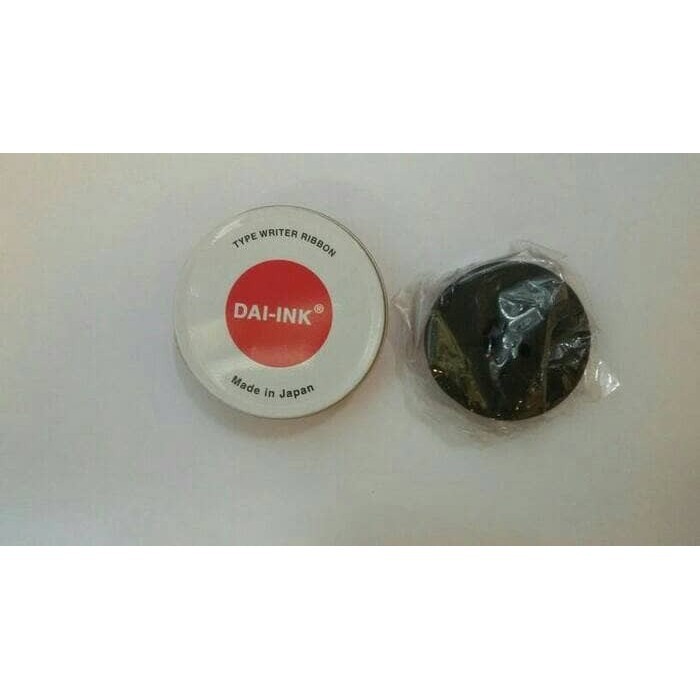 TYPE WRITER RIBBON
DAI-INK®
Made in Japan